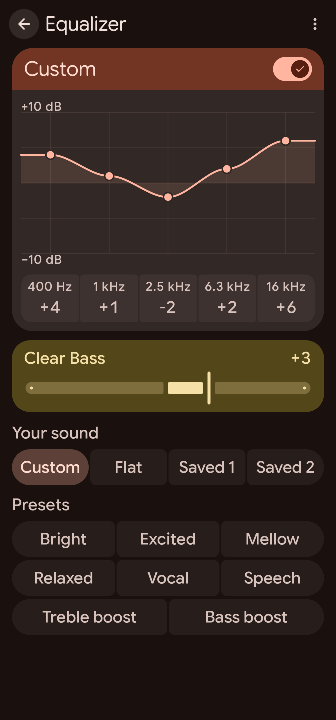 Equalizer
Custom
+10 dB
−10 dB
400 Hz 1 kHz 2.5 kHz 6.3 kHz 16 kHz
+4 +1 -2 +2 +6
Clear Bass +3
Your sound
Custom Flat Saved 1 Saved 2
Presets
Bright Excited Mellow
Relaxed Vocal Speech
Treble boost Bass boost